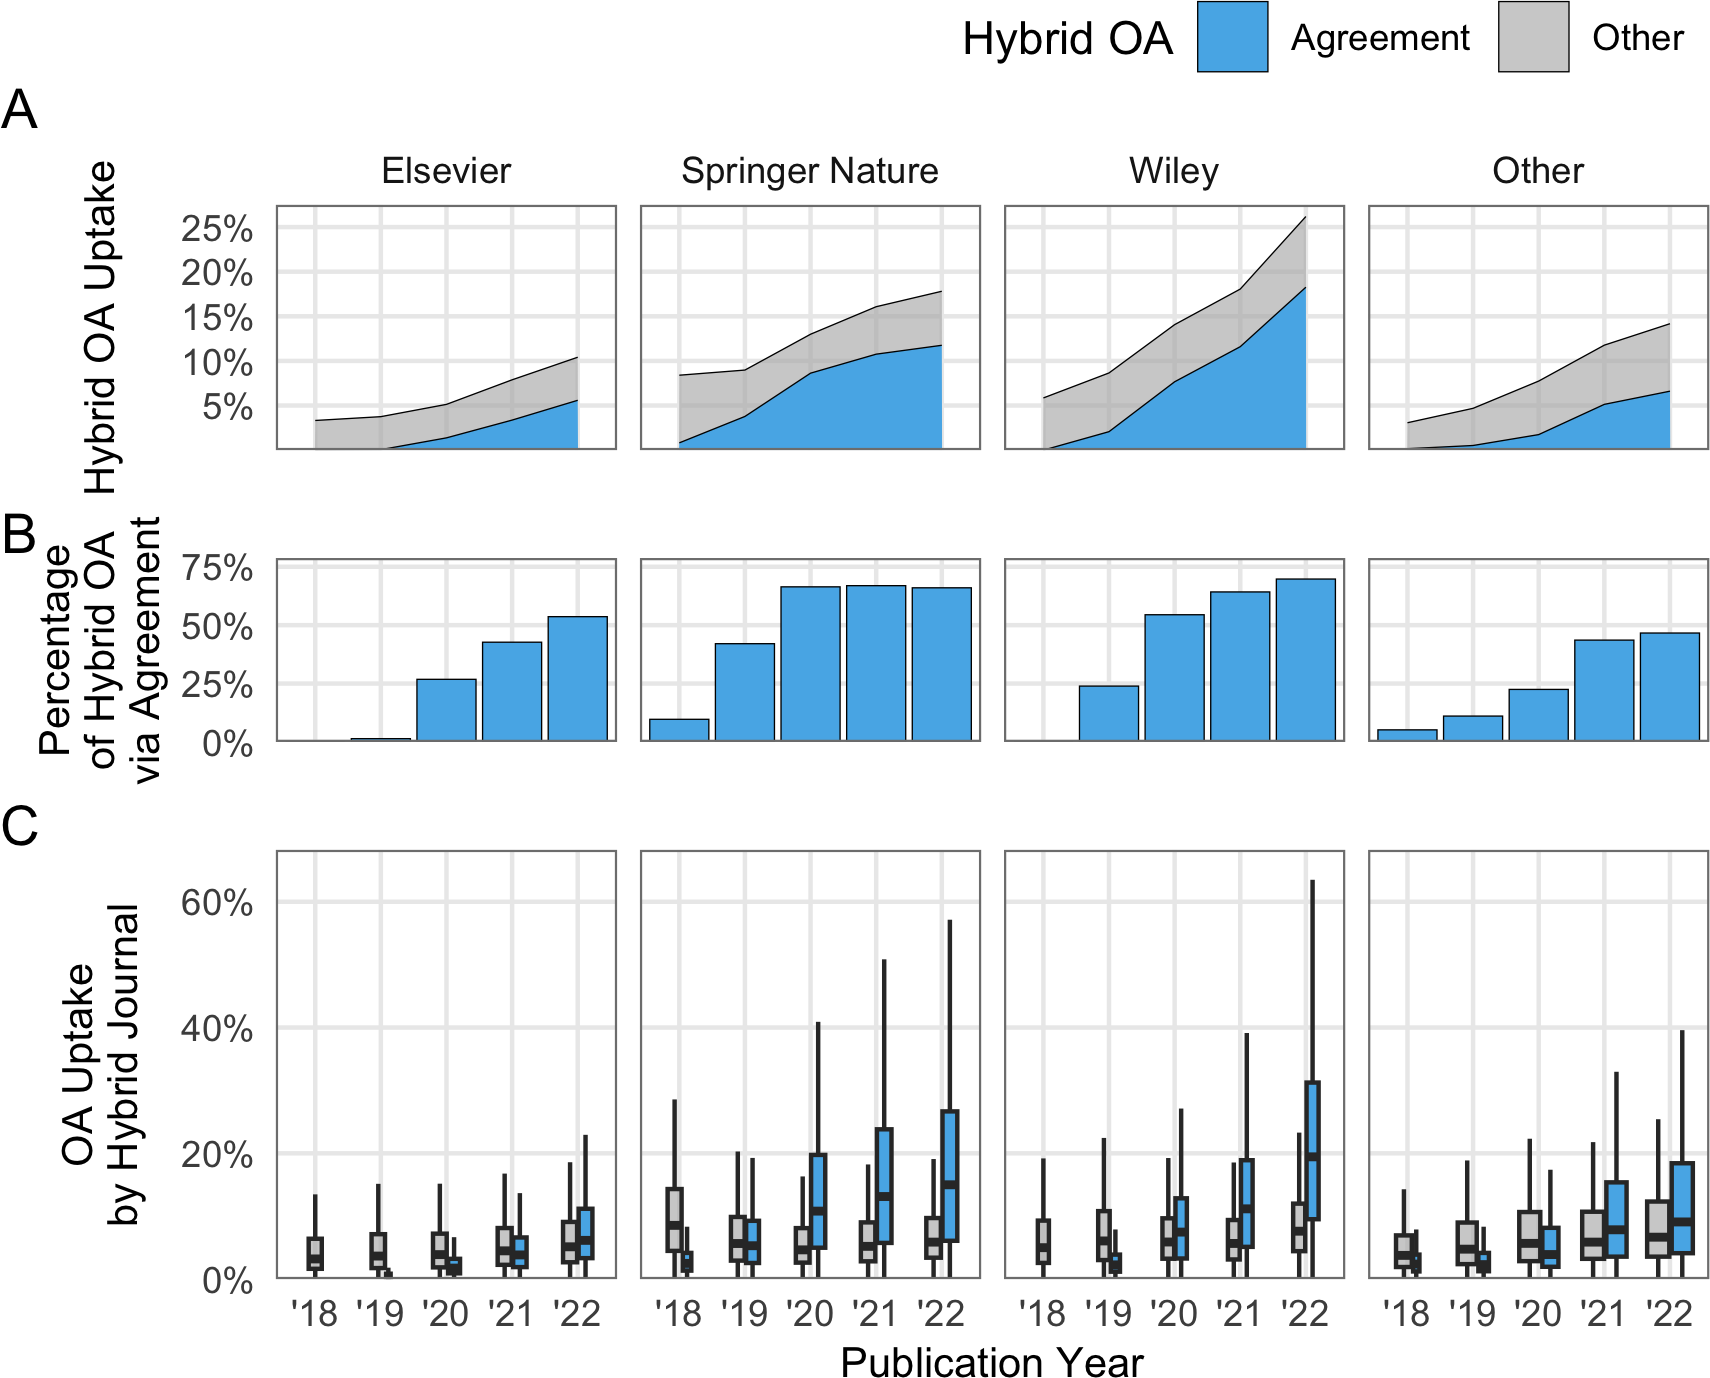 Hybrid OA Agreement Other
A
Elsevier Springer Nature Wiley Other
Hybrid OA Uptake
25%
20%
15%
10%
5%
B
Percentage
of Hybrid OA
via Agreement
75%
50%
25%
0%
C
OA Uptake
by Hybrid Journal
60%
40%
20%
0%
'18 '19 '20 '21 '22 '18 '19 '20 '21 '22 '18 '19 '20 '21 '22 '18 '19 '20 '21 '22
Publication Year